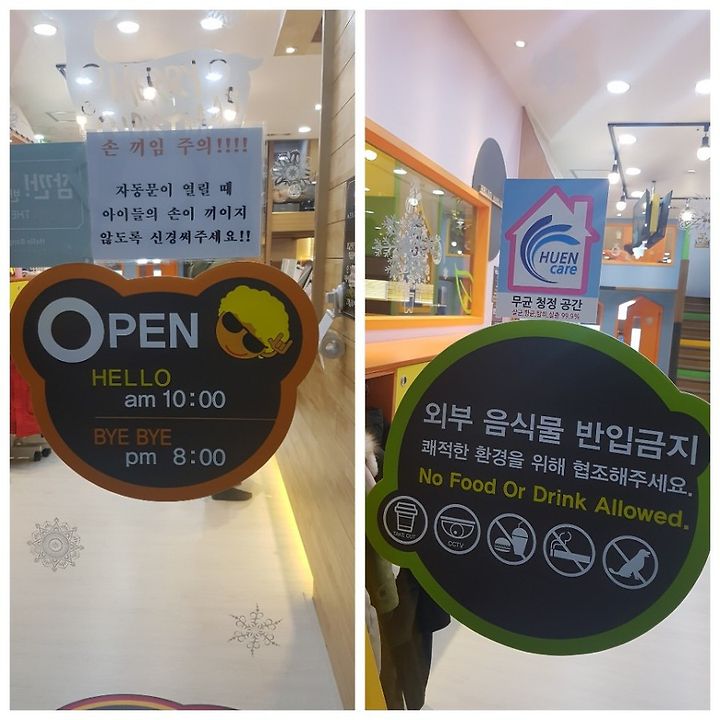 손 끼임 주의!!!!
자동문이 열릴 때
아이들의 손이 끼이지
않도록 신경써주세요!!
OPEN
HELLO
am 10:00
BYE BYE
pm 8:00
HUEN
care
무균 청정 공간
외부 음식물 반입금지
쾌적한 환경을 위해 협조해주세요.
No Food Or Drink Allowed.
TAKE OUT
CCTV